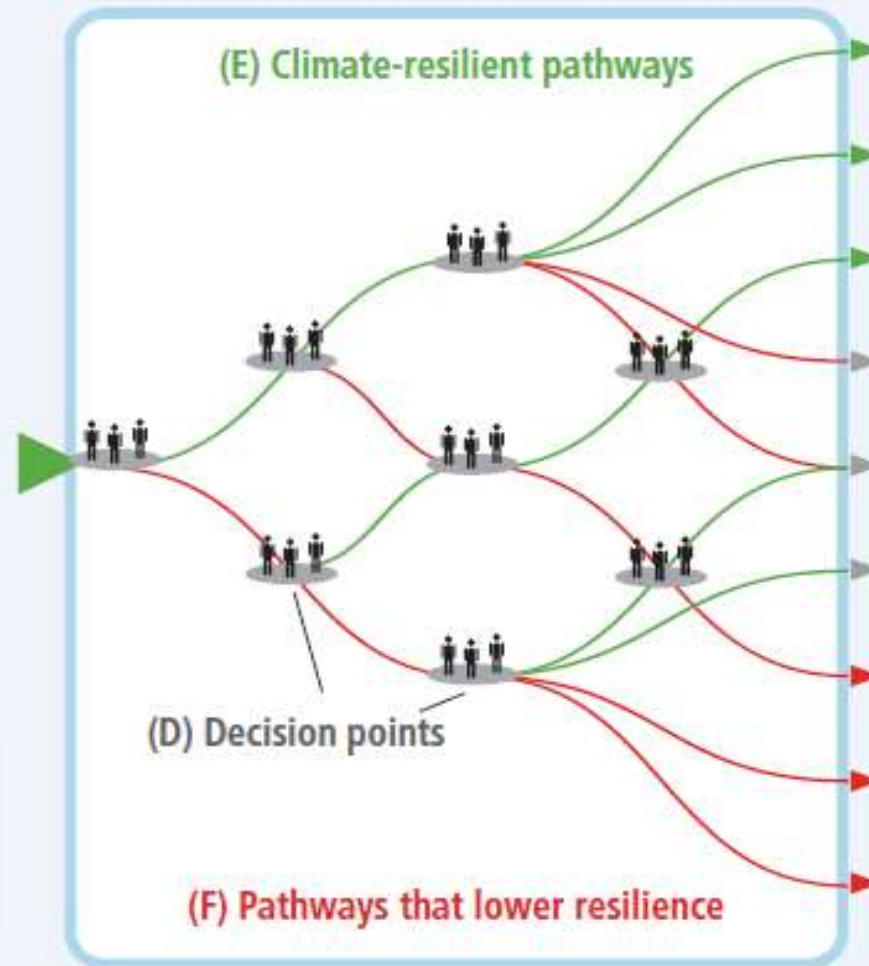 (E) Climate-resilient pathways
(D) Decision points
(F) Pathways that lower resilience